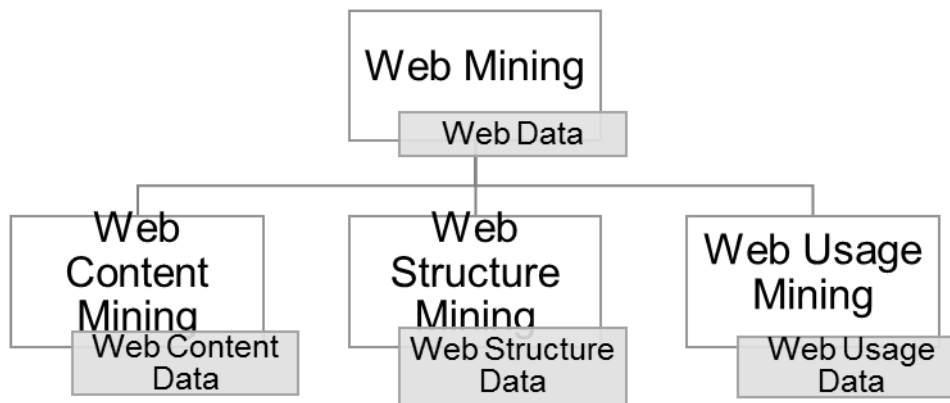 Web Mining
Web Data
Web
Content
Mining
Web Content
Data
Web
Structure
Mining
Web Structure
Data
Web Usage
Mining
Web Usage
Data